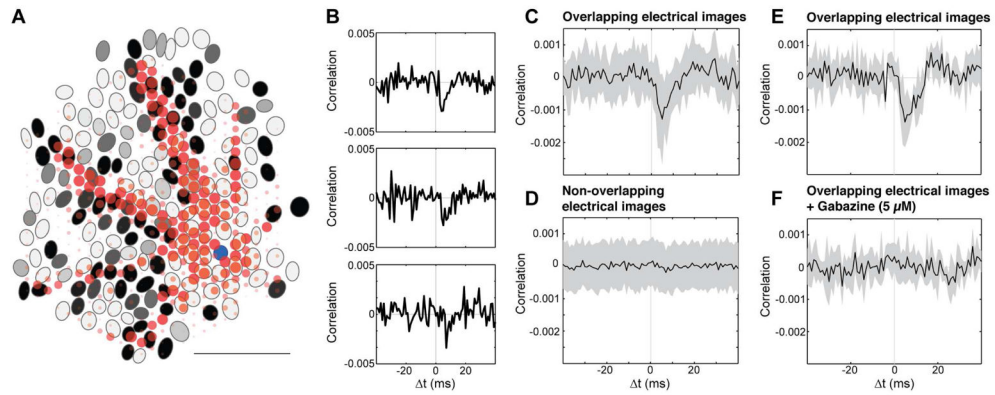 A
B
0.005
0
-0.005
Correlation
0.005
0
-0.005
Correlation
0.005
0
-0.005
Correlation
-20
0
20
Δt (ms)
C
Overlapping electrical images
0.001
0
-0.001
-0.002
Correlation
D
Non-overlapping
electrical images
0.001
0
-0.001
-0.002
Correlation
-20
0
20
Δt (ms)
E
Overlapping electrical images
0.001
0
-0.001
-0.002
Correlation
F
Overlapping electrical images
+ Gabazine (5 µM)
0.001
0
-0.001
-0.002
Correlation
-20
0
20
Δt (ms)